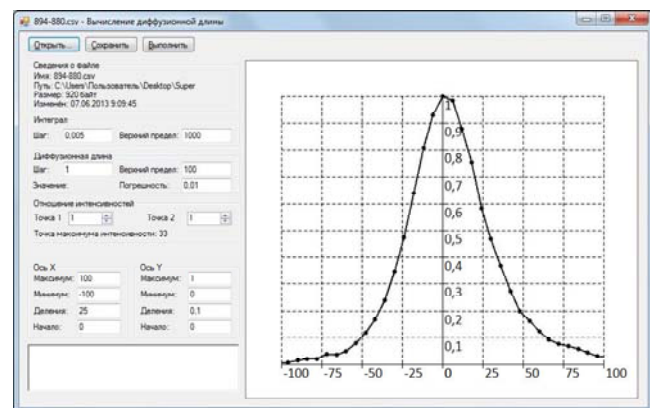 894-880.csv - Вычисление диффузионной длины
Открыть... Сохранить Выполнить
Сведения о файле
Имя: 894-880.csv
Путь: C:\Users\Пользователь\Desktop\Super
Размер: 920 байт
Изменён: 07.06.2013 9:09:45
Интеграл
Шаг: 0,005 Верхний предел: 1000
Диффузионная длина
Шаг: 1 Верхний предел: 100
Значение: Погрешность: 0.01
Отношение интенсивностей
Точка 1 1 Точка 2 1
Точка максимума интенсивности: 33
Ось X Ось Y
Максимум: 100 Максимум: 1
Минимум: -100 Минимум: 0
Деления: 25 Деления: 0.1
Начало: 0 Начало: 0
1
0,9
0,8
0,7
0,6
0,5
0,4
0,3
0,2
0,1
-100 -75 -50 -25 0 25 50 75 100